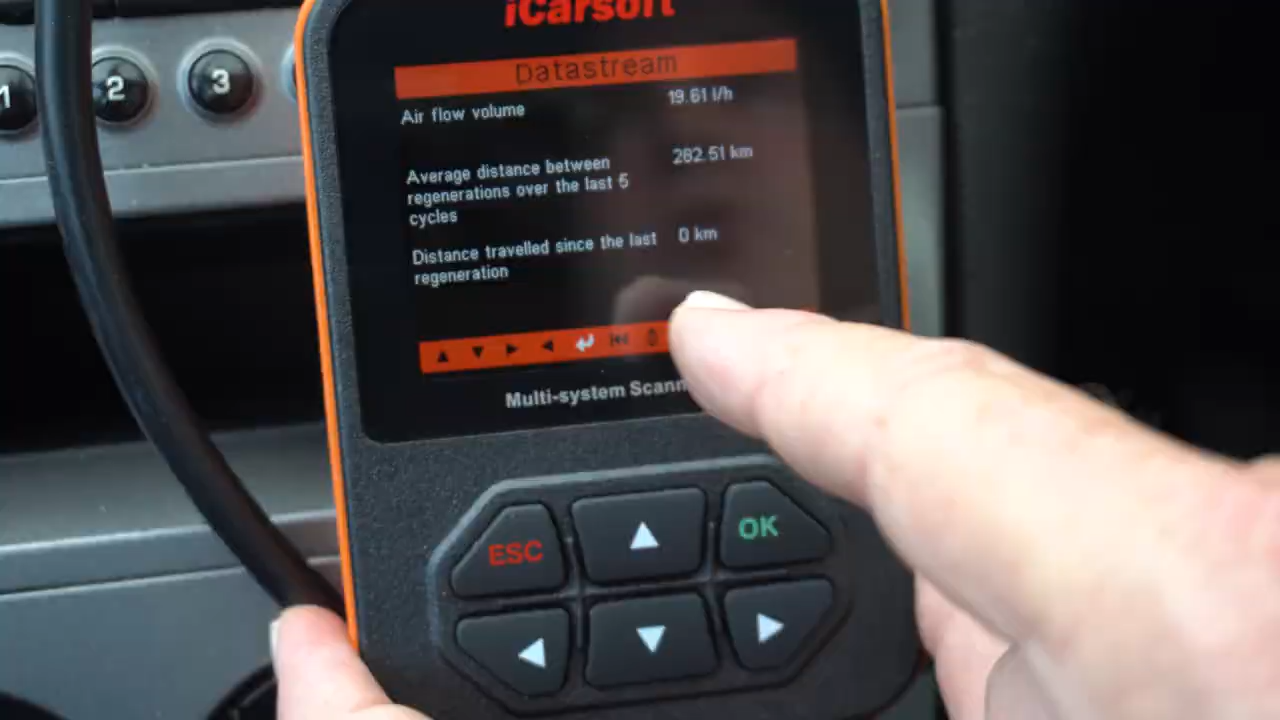 iCarsoft
Datastream
Air flow volume 19.61 l/h
Average distance between 282.51 km
regenerations over the last 5
cycles
Distance travelled since the last 0 km
regeneration
Multi-system Scann
1 2 3
ESC OK